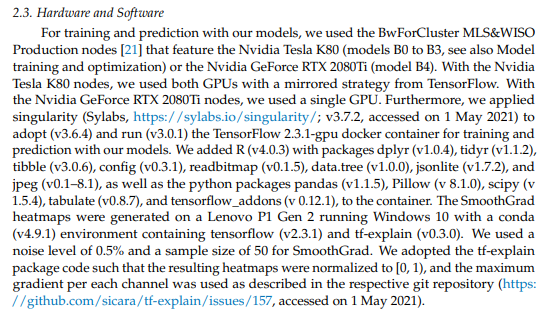 2.3. Hardware and Software
For training and prediction with our models, we used the BwForCluster MLS&WISO
Production nodes [21] that feature the Nvidia Tesla K80 (models B0 to B3, see also Model
training and optimization) or the Nvidia GeForce RTX 2080Ti (model B4). With the Nvidia
Tesla K80 nodes, we used both GPUs with a mirrored strategy from TensorFlow. With
the Nvidia GeForce RTX 2080Ti nodes, we used a single GPU. Furthermore, we applied
singularity (Sylabs, https://sylabs.io/singularity/; v3.7.2, accessed on 1 May 2021) to
adopt (v3.6.4) and run (v3.0.1) the TensorFlow 2.3.1-gpu docker container for training and
prediction with our models. We added R (v4.0.3) with packages dplyr (v1.0.4), tidyr (v1.1.2),
tibble (v3.0.6), config (v0.3.1), readbitmap (v0.1.5), data.tree (v1.0.0), jsonlite (v1.7.2), and
jpeg (v0.1–8.1), as well as the python packages pandas (v1.1.5), Pillow (v 8.1.0), scipy (v
1.5.4), tabulate (v0.8.7), and tensorflow_addons (v 0.12.1), to the container. The SmoothGrad
heatmaps were generated on a Lenovo P1 Gen 2 running Windows 10 with a conda
(v4.9.1) environment containing tensorflow (v2.3.1) and tf-explain (v0.3.0). We used a
noise level of 0.5% and a sample size of 50 for SmoothGrad. We adopted the tf-explain
package code such that the resulting heatmaps were normalized to [0, 1), and the maximum
gradient per each channel was used as described in the respective git repository (https:
//github.com/sicara/tf-explain/issues/157, accessed on 1 May 2021).